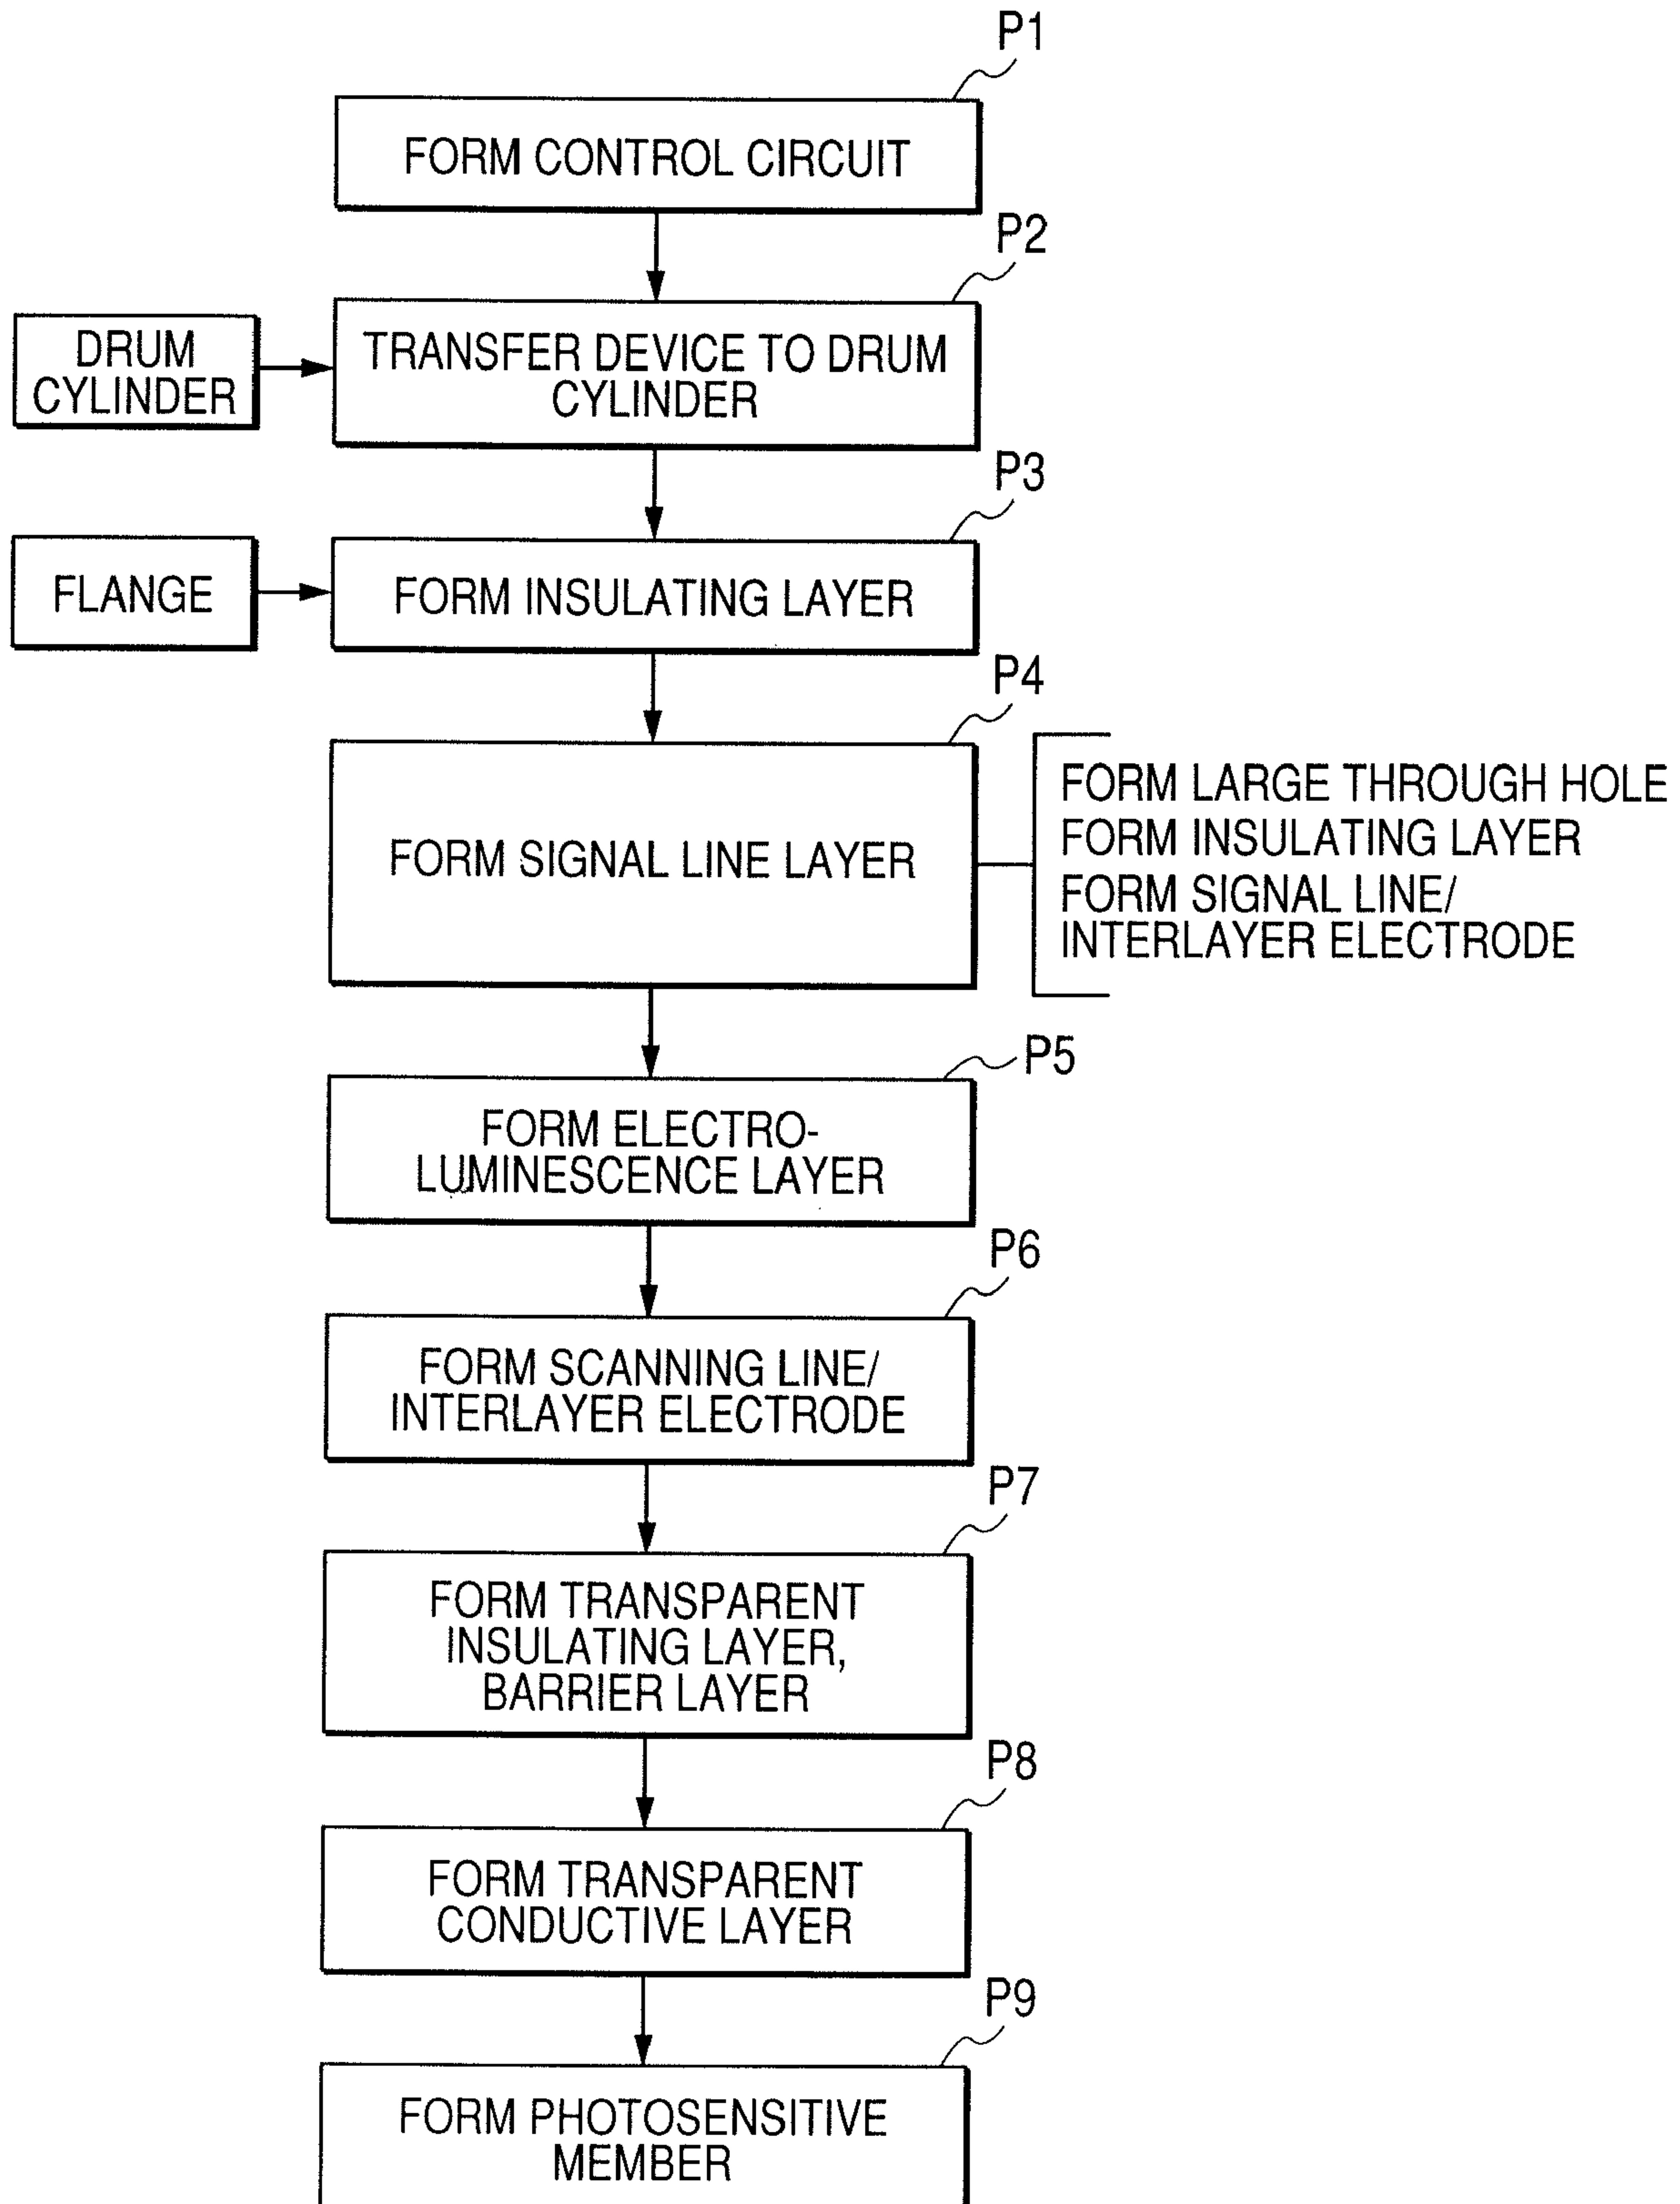 P1
FORM CONTROL CIRCUIT
P2
DRUM
CYLINDER
TRANSFER DEVICE TO DRUM
CYLINDER
P3
FLANGE
FORM INSULATING LAYER
P4
FORM SIGNAL LINE LAYER
FORM LARGE THROUGH HOLE
FORM INSULATING LAYER
FORM SIGNAL LINE/
INTERLAYER ELECTRODE
P5
FORM ELECTRO-
LUMINESCENCE LAYER
P6
FORM SCANNING LINE/
INTERLAYER ELECTRODE
P7
FORM TRANSPARENT
INSULATING LAYER,
BARRIER LAYER
P8
FORM TRANSPARENT
CONDUCTIVE LAYER
P9
FORM PHOTOSENSITIVE
MEMBER